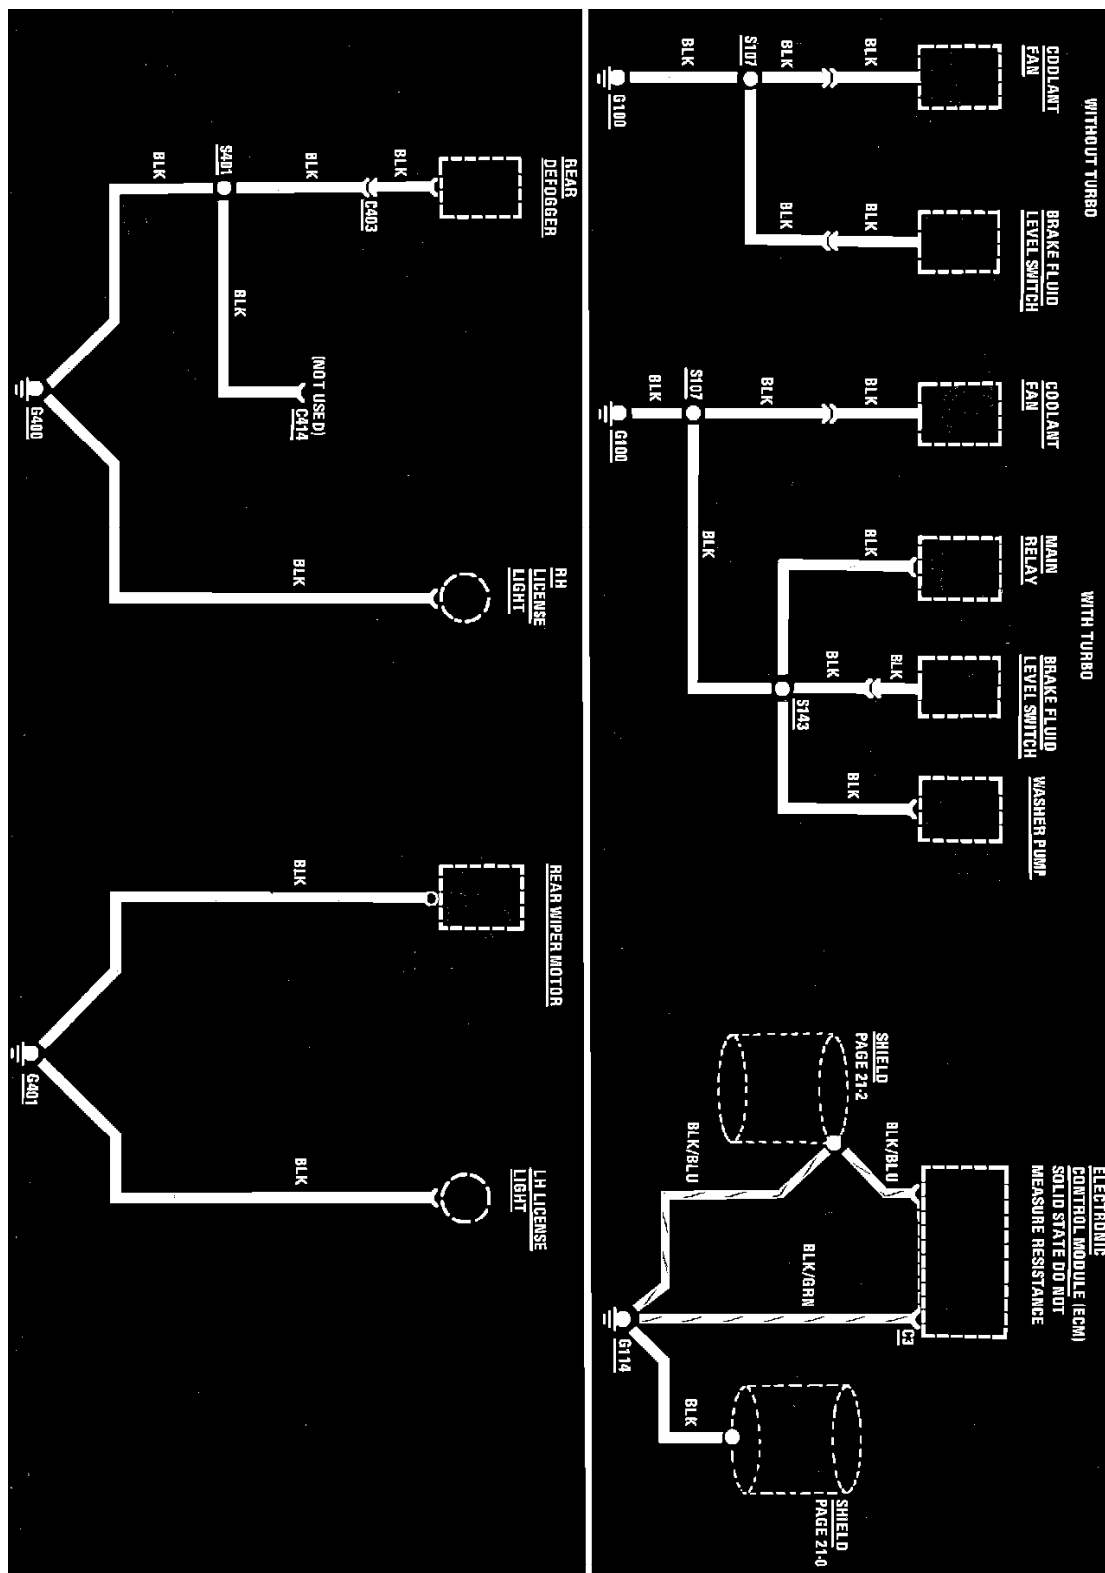 WITHOUT TURBO
COOLANT
FAN
BLK
BLK
BLK
S107
G100
BRAKE FLUID
LEVEL SWITCH
BLK
BLK
WITH TURBO
COOLANT
FAN
BLK
BLK
BLK
S107
G100
BLK
MAIN
RELAY
BLK
BRAKE FLUID
LEVEL SWITCH
BLK
BLK
S143
WASHER PUMP
BLK
ELECTRONIC
CONTROL MODULE (ECM)
SOLID STATE DO NOT
MEASURE RESISTANCE
SHIELD
PAGE 21-2
BLK/BLU
BLK/BLU
BLK/GRN
C3
G114
BLK
SHIELD
PAGE 21-0
REAR
DEFOGGER
BLK
C403
BLK
S401
BLK
BLK
(NOT USED)
C414
G400
RH
LICENSE
LIGHT
BLK
REAR WIPER MOTOR
BLK
G401
LH LICENSE
LIGHT
BLK